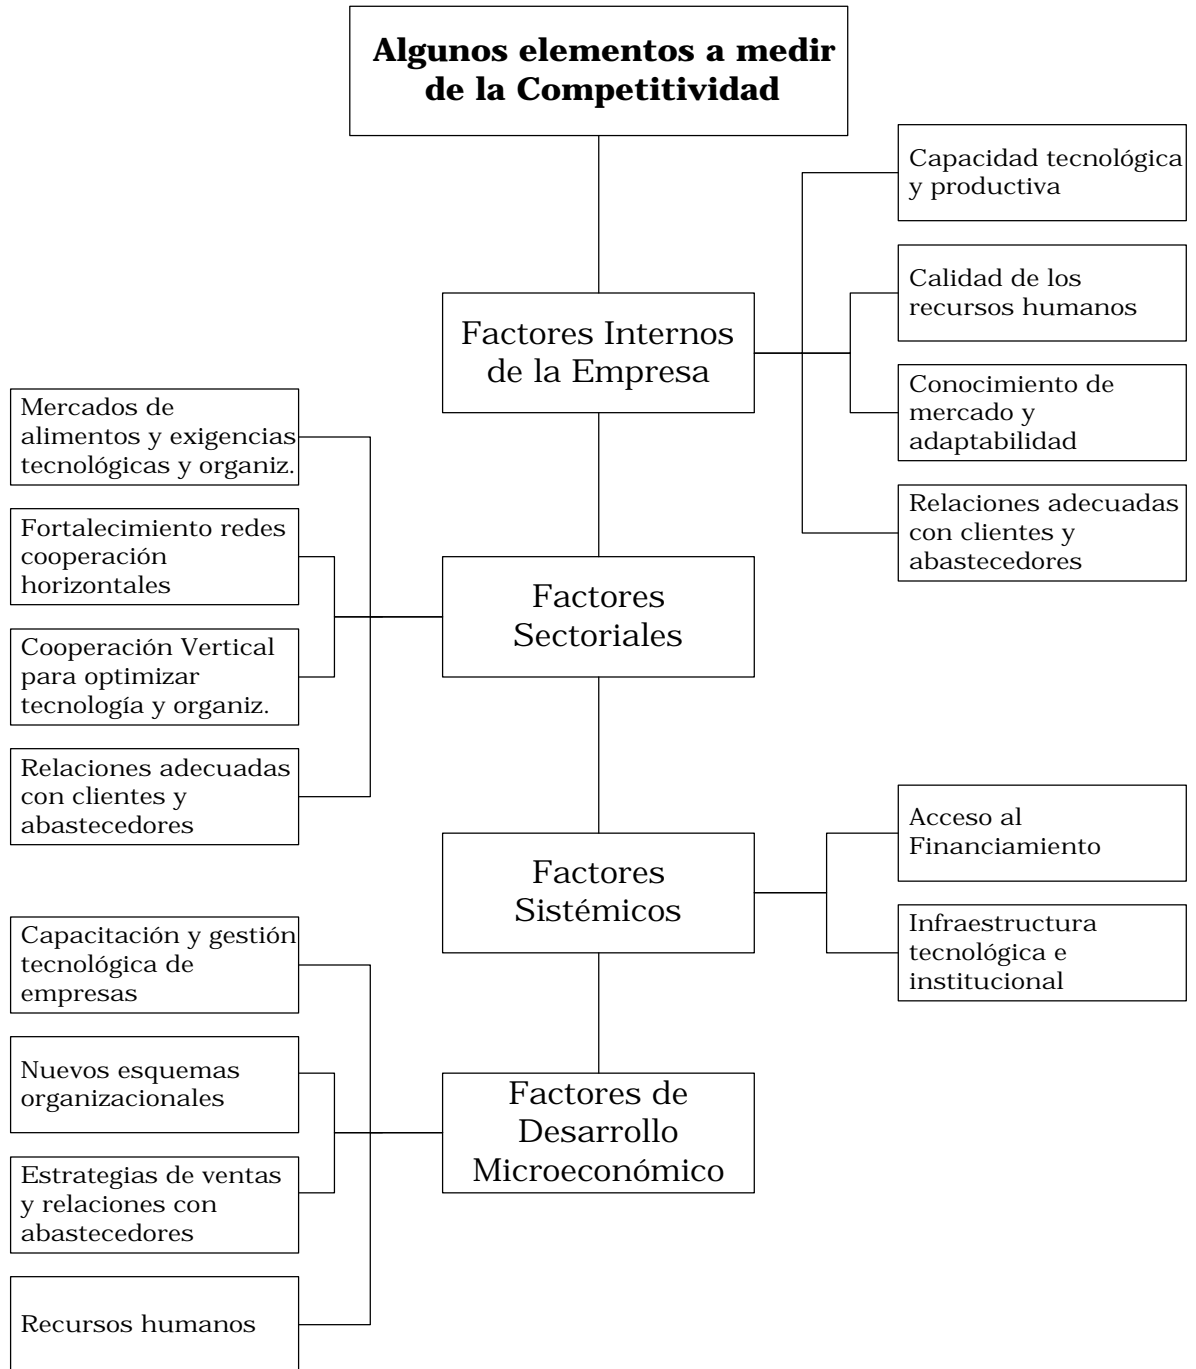 Algunos elementos a medir
de la Competitividad
Capacidad tecnológica
y productiva
Calidad de los
recursos humanos
Factores Internos
de la Empresa
Conocimiento de
mercado y
adaptabilidad
Mercados de
alimentos y exigencias
tecnológicas y organiz.
Relaciones adecuadas
con clientes y
abastecedores
Fortalecimiento redes
cooperación
horizontales
Factores
Sectoriales
Cooperación Vertical
para optimizar
tecnología y organiz.
Relaciones adecuadas
con clientes y
abastecedores
Acceso al
Financiamiento
Factores
Sistémicos
Infraestructura
tecnológica e
institucional
Capacitación y gestión
tecnológica de
empresas
Nuevos esquemas
organizacionales
Factores de
Desarrollo
Microeconómico
Estrategias de ventas
y relaciones con
abastecedores
Recursos humanos